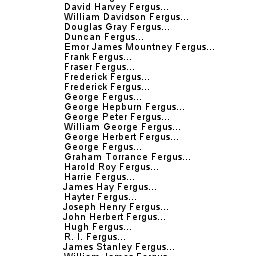 David Harvey Fergus...
William Davidson Fergus...
Douglas Gray Fergus...
Duncan Fergus...
Emor James Mountney Fergus...
Frank Fergus...
Fraser Fergus...
Frederick Fergus...
Frederick Fergus...
George Fergus...
George Hepburn Fergus...
George Peter Fergus...
William George Fergus...
George Herbert Fergus...
George Fergus...
Graham Torrance Fergus...
Harold Roy Fergus...
Harrie Fergus...
James Hay Fergus...
Hayter Fergus...
Joseph Henry Fergus...
John Herbert Fergus...
Hugh Fergus...
R. I. Fergus...
James Stanley Fergus...
William James Fergus...